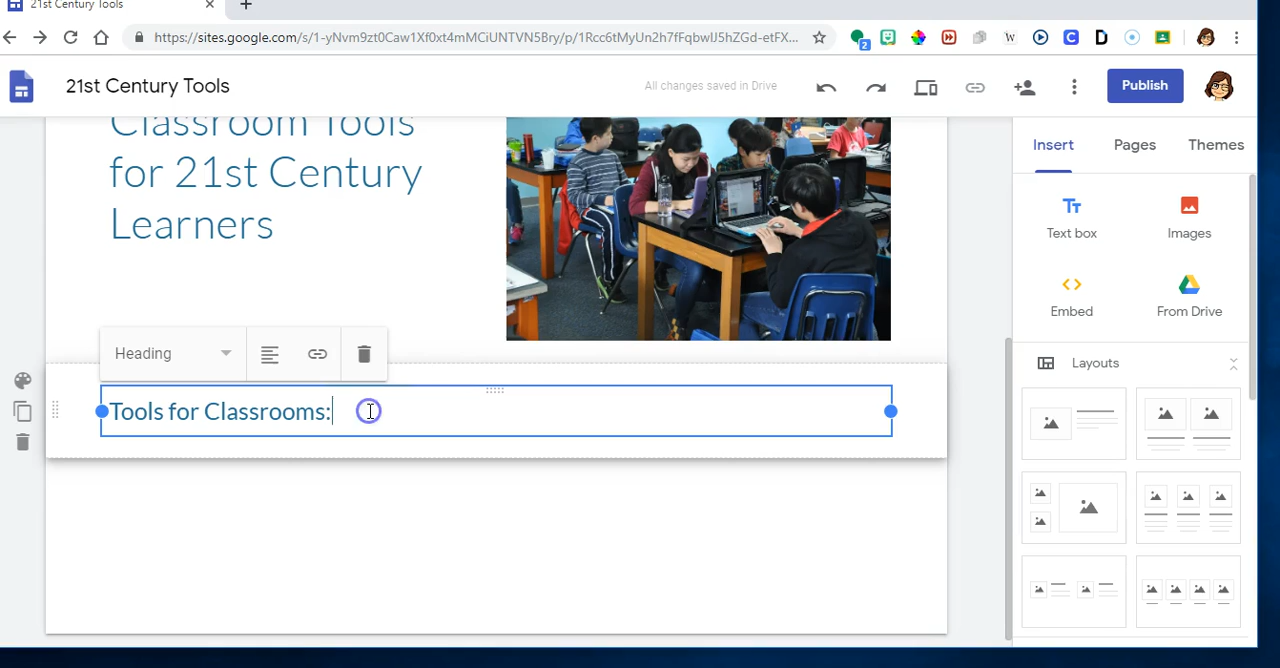 21st Century Tools
https://sites.google.com/s/1-yNvm9zt0Caw1Xf0xt4mMCiUNTVN5Bry/p/1Rcc6tMyUn2h7fFqbwIJ5hZGd-etFX...
2
W
C
D
21st Century Tools
All changes saved in Drive
Publish
Classroom Tools
for 21st Century
Learners
Insert
Pages
Themes
Tr
Text box
Images
Embed
From Drive
Heading
Layouts
Tools for Classrooms: